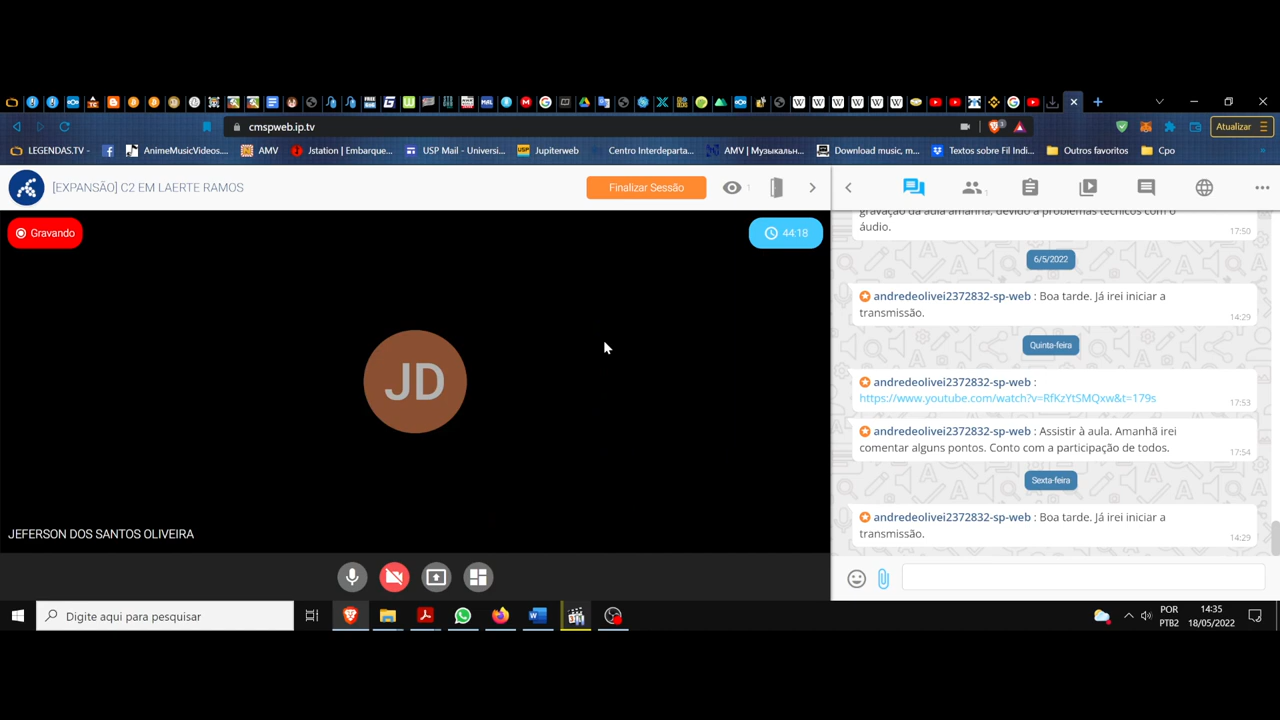 cmspweb.ip.tv
Atualizar
LEGENDAS.TV -
AnimeMusicVideos...
AMV
Jstation | Embarque...
USP Mail - Universi...
Jupiterweb
Centro Interdeparta...
AMV | Музыкальн...
Download music, m...
Textos sobre Fil Indi...
Outros favoritos
Cpo
[EXPANSÃO] C2 EM LAERTE RAMOS
Finalizar Sessão
1
1
Gravando
44:18
JD
JEFERSON DOS SANTOS OLIVEIRA
gravação da aula amanhã, devido a problemas técnicos com o
áudio.
17:50
6/5/2022
andredeolivei2372832-sp-web : Boa tarde. Já irei iniciar a
transmissão.
14:29
Quinta-feira
andredeolivei2372832-sp-web :
https://www.youtube.com/watch?v=RfKzYtSMQxw&t=179s
17:53
andredeolivei2372832-sp-web : Assistir à aula. Amanhã irei
comentar alguns pontos. Conto com a participação de todos.
17:54
Sexta-feira
andredeolivei2372832-sp-web : Boa tarde. Já irei iniciar a
transmissão.
14:29
Digite aqui para pesquisar
POR
PTB2
14:35
18/05/2022